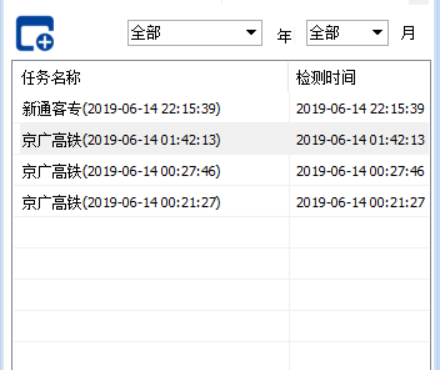 全部 年 全部 月
任务名称 检测时间
新通客专(2019-06-14 22:15:39) 2019-06-14 22:15:39
京广高铁(2019-06-14 01:42:13) 2019-06-14 01:42:13
京广高铁(2019-06-14 00:27:46) 2019-06-14 00:27:46
京广高铁(2019-06-14 00:21:27) 2019-06-14 00:21:27